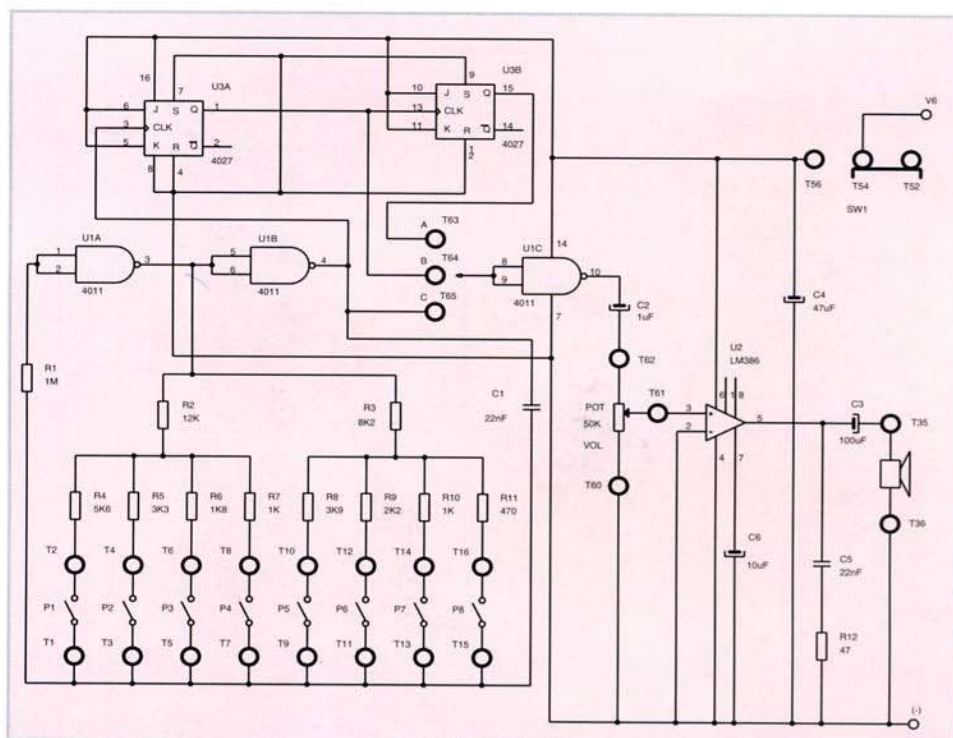 U3A
U3B
16
7
9
6
3
5
J
S
Q
CLK
K
R
Q
1
2
4027
8
4
10
13
11
J
S
Q
CLK
K
R
Q
15
14
4027
1
2
V6
T56
T54
T52
SW1
A
T63
B
T64
C
T65
U1A
1
2
3
4011
U1B
5
6
4
4011
U1C
14
8
9
10
4011
7
C2
1uF
C4
47uF
T62
U2
LM386
R1
1M
R2
12K
R3
8K2
C1
22nF
POT
50K
VOL
T61
6
1
8
3
2
5
4
7
C3
100uF
T35
T60
T36
R4
5K6
R5
3K3
R6
1K8
R7
1K
R8
3K9
R9
2K2
R10
1K
R11
470
C6
10uF
C5
22nF
T2
T4
T6
T8
T10
T12
T14
T16
P1
P2
P3
P4
P5
P6
P7
P8
T1
T3
T5
T7
T9
T11
T13
T15
R12
47
(-)